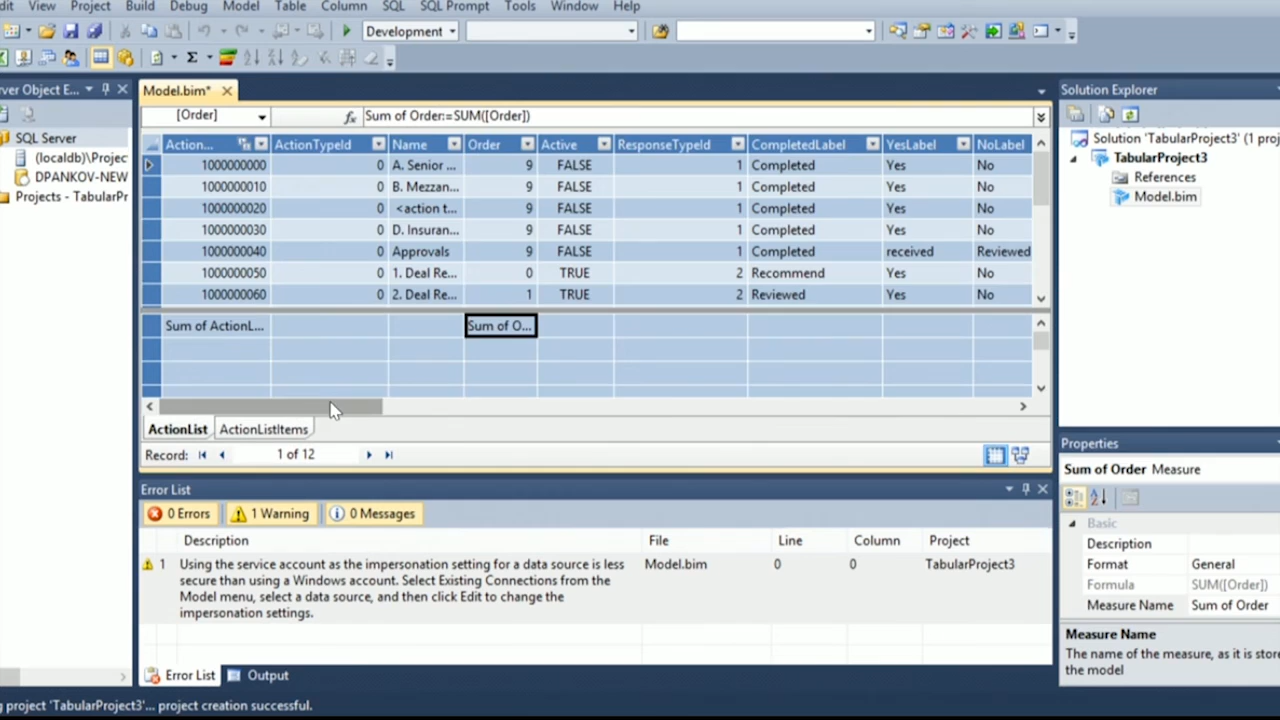 dit View Project Build Debug Model Table Column SQL SQL Prompt Tools Window Help
Development
Σ
ver Object E...
SQL Server
(localdb)\Projec
DPANKOV-NEW
Projects - TabularPr
Model.bim*
[Order] fx Sum of Order:=SUM([Order])
Action... ActionTypeId Name Order Active ResponseTypeId CompletedLabel YesLabel NoLabel
1000000000 0 A. Senior ... 9 FALSE 1 Completed Yes No
1000000010 0 B. Mezzan... 9 FALSE 1 Completed Yes No
1000000020 0 <action t... 9 FALSE 1 Completed Yes No
1000000030 0 D. Insuran... 9 FALSE 1 Completed Yes No
1000000040 0 Approvals 9 FALSE 1 Completed received Reviewed
1000000050 0 1. Deal Re... 0 TRUE 2 Recommend Yes No
1000000060 0 2. Deal Re... 1 TRUE 2 Reviewed Yes No
Sum of ActionL... Sum of O...
ActionList ActionListItems
Record: 1 of 12
Error List
0 Errors 1 Warning 0 Messages
Description File Line Column Project
1 Using the service account as the impersonation setting for a data source is less Model.bim 0 0 TabularProject3
secure than using a Windows account. Select Existing Connections from the
Model menu, select a data source, and then click Edit to change the
impersonation settings.
Error List Output
Solution Explorer
Solution 'TabularProject3' (1 proj
TabularProject3
References
Model.bim
Properties
Sum of Order Measure
Basic
Description
Format General
Formula SUM([Order])
Measure Name Sum of Order
Measure Name
The name of the measure, as it is store
the model
g project 'TabularProject3'... project creation successful.